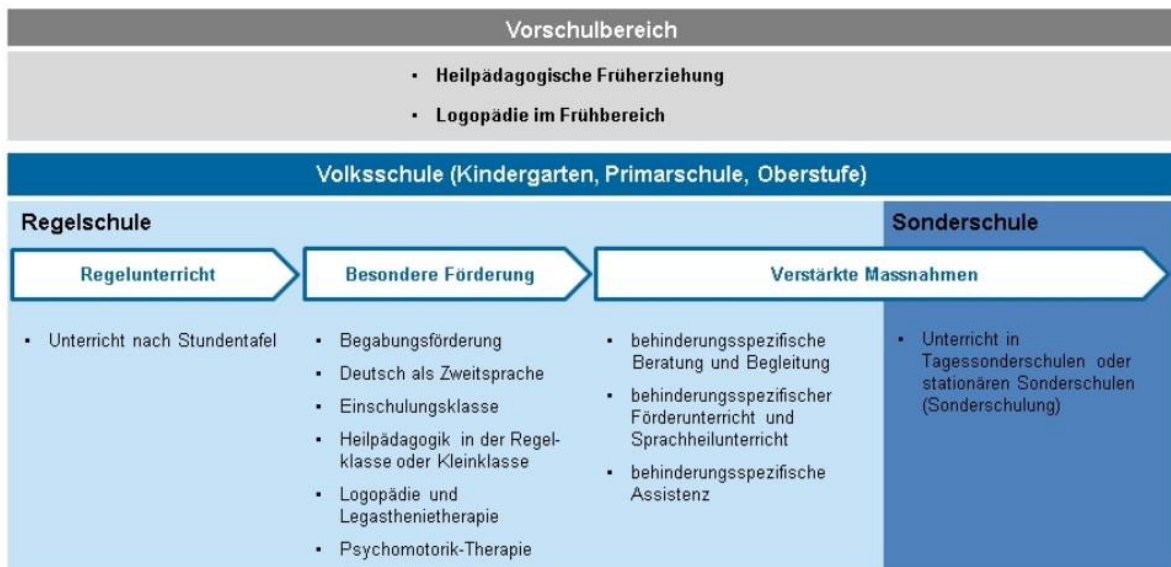 Vorschulbereich
▪ Heilpädagogische Früherziehung
▪ Logopädie im Frühbereich
Volksschule (Kindergarten, Primarschule, Oberstufe)
Regelschule
Sonderschule
Regelunterricht
Besondere Förderung
Verstärkte Massnahmen
▪ Unterricht nach Stundentafel
▪ Begabungsförderung
▪ Deutsch als Zweitsprache
▪ Einschulungsklasse
▪ Heilpädagogik in der Regel-
klasse oder Kleinklasse
▪ Logopädie und
Legasthenietherapie
▪ Psychomotorik-Therapie
▪ behinderungsspezifische
Beratung und Begleitung
▪ behinderungsspezifischer
Förderunterricht und
Sprachheilunterricht
▪ behinderungsspezifische
Assistenz
▪ Unterricht in
Tagessonderschulen oder
stationären Sonderschulen
(Sonderschulung)